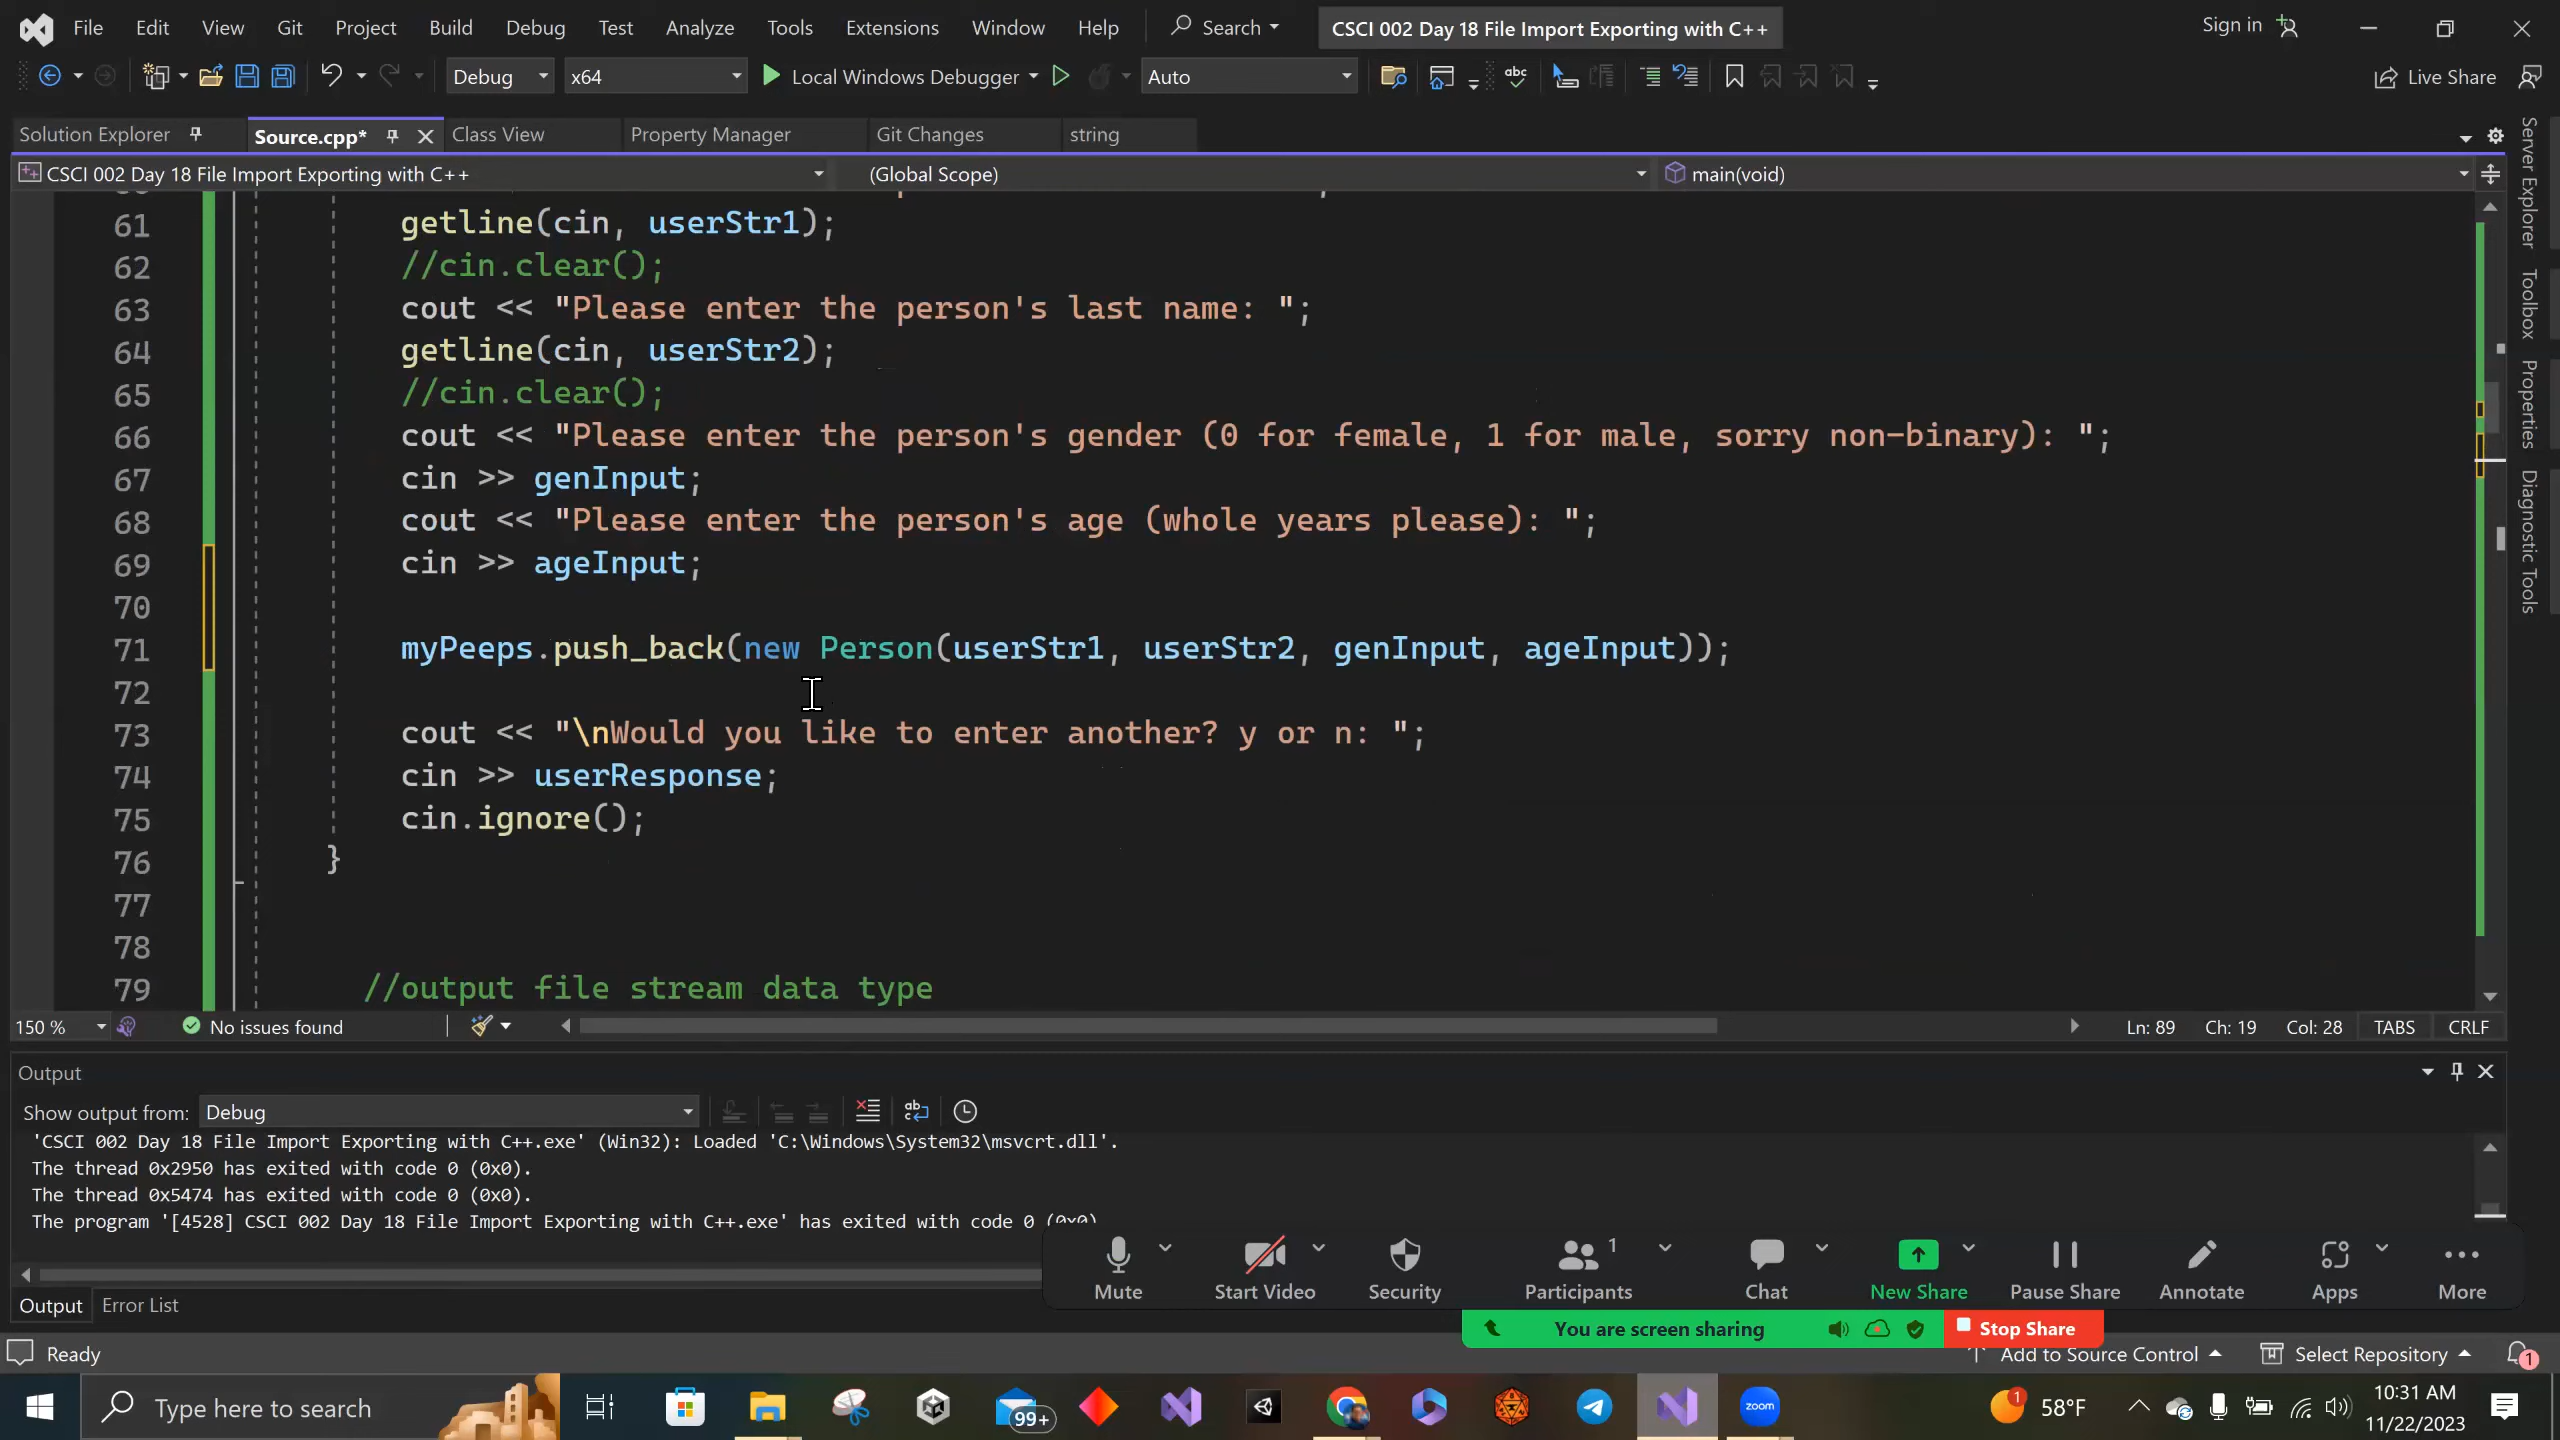 File Edit View Git Project Build Debug Test Analyze Tools Extensions Window Help Search CSCI 002 Day 18 File Import Exporting with C++ Sign in
Debug x64 Local Windows Debugger Auto Live Share
Solution Explorer Source.cpp* Class View Property Manager Git Changes string
CSCI 002 Day 18 File Import Exporting with C++ (Global Scope) main(void)
61 getline(cin, userStr1);
62 //cin.clear();
63 cout << "Please enter the person's last name: ";
64 getline(cin, userStr2);
65 //cin.clear();
66 cout << "Please enter the person's gender (0 for female, 1 for male, sorry non-binary): ";
67 cin >> genInput;
68 cout << "Please enter the person's age (whole years please): ";
69 cin >> ageInput;
70
71 myPeeps.push_back(new Person(userStr1, userStr2, genInput, ageInput));
72
73 cout << "\nWould you like to enter another? y or n: ";
74 cin >> userResponse;
75 cin.ignore();
76 }
77
78
79 //output file stream data type
Server Explorer
Toolbox
Properties
Diagnostic Tools
150 % No issues found Ln: 89 Ch: 19 Col: 28 TABS CRLF
Output
Show output from: Debug
'CSCI 002 Day 18 File Import Exporting with C++.exe' (Win32): Loaded 'C:\Windows\System32\msvcrt.dll'.
The thread 0x2950 has exited with code 0 (0x0).
The thread 0x5474 has exited with code 0 (0x0).
The program '[4528] CSCI 002 Day 18 File Import Exporting with C++.exe' has exited with code 0 (0x0)
Output Error List
1
Mute Start Video Security Participants Chat New Share Pause Share Annotate Apps More
You are screen sharing Stop Share
Ready Add to Source Control Select Repository 1
Type here to search 99+ zoom 1 58°F 10:31 AM
11/22/2023